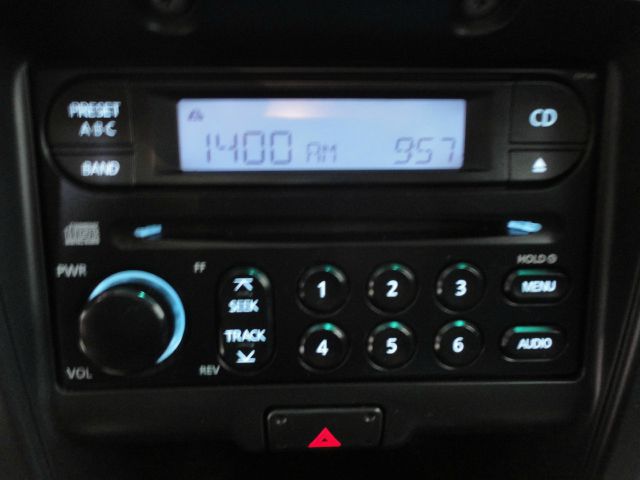 PRESET
A·B·C
BAND
1400 AM 957
CD
PWR
FF
SEEK
TRACK
REV
VOL
1 2 3
4 5 6
HOLD
MENU
AUDIO